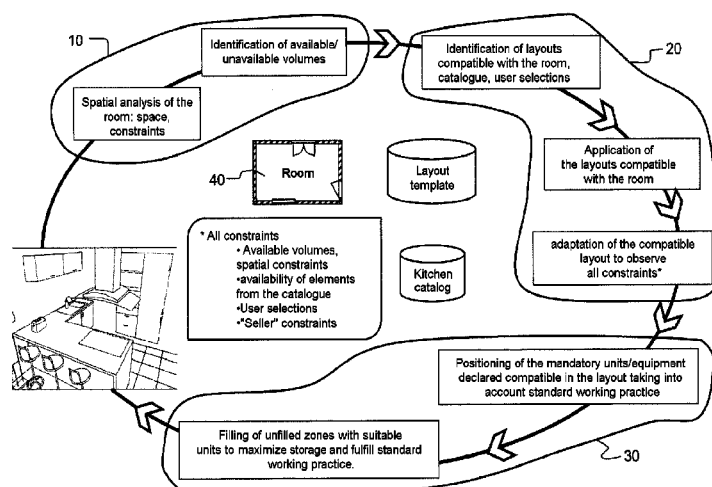 10
Identification of available/
unavailable volumes
Identification of layouts
compatible with the room,
catalogue, user selections
20
Spatial analysis of the
room: space,
constraints
40
Room
Layout
template
Application of
the layouts compatible
with the room
* All constraints
• Available volumes,
spatial constraints
•availability of elements
from the catalogue
•User selections
•"Seller" constraints
Kitchen
catalog
adaptation of the compatible
layout to observe
all constraints*
Positioning of the mandatory units/equipment
declared compatible in the layout taking into
account standard working practice
Filling of unfilled zones with suitable
units to maximize storage and fulfill standard
working practice.
30